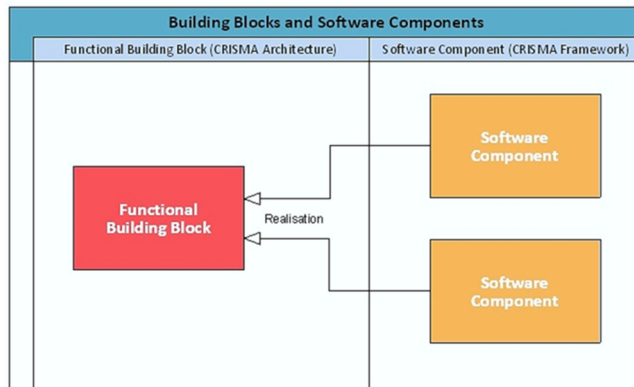 Building Blocks and Software Components
Functional Building Block (CRISMA Architecture)
Software Component (CRISMA Framework)
Software
Component
Functional
Building Block
Realisation
Software
Component